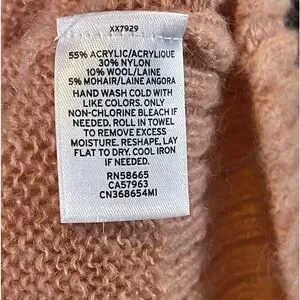 XX7929
55% ACRYLIC/ACRYLIQUE
30% NYLON
10% WOOL/LAINE
5% MOHAIR/LAINE ANGORA
HAND WASH COLD WITH
LIKE COLORS. ONLY
NON-CHLORINE BLEACH IF
NEEDED. ROLL IN TOWEL
TO REMOVE EXCESS
MOISTURE. RESHAPE, LAY
FLAT TO DRY. COOL IRON
IF NEEDED.
RN58665
CA57963
CN368654MI